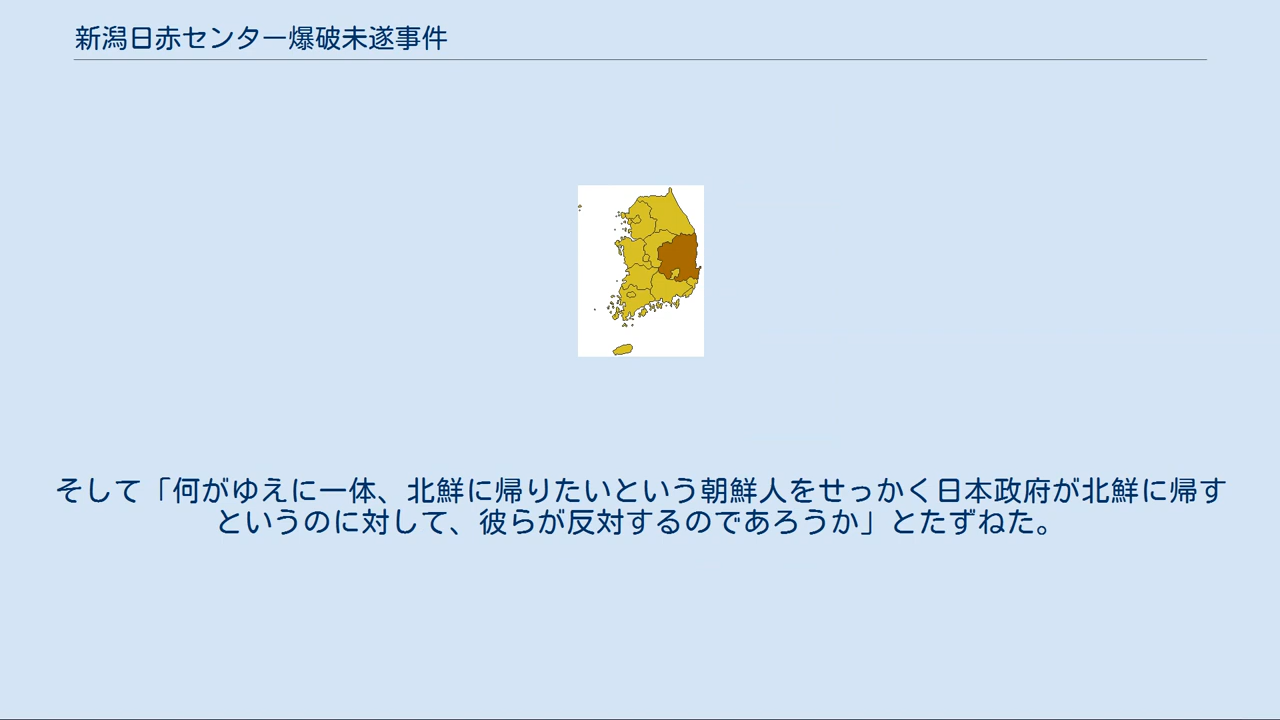 新潟日赤センター爆破未遂事件
そして「何がゆえに一体、北鮮に帰りたいという朝鮮人をせっかく日本政府が北鮮に帰す
というのに対して、彼らが反対するのであろうか」とたずねた。